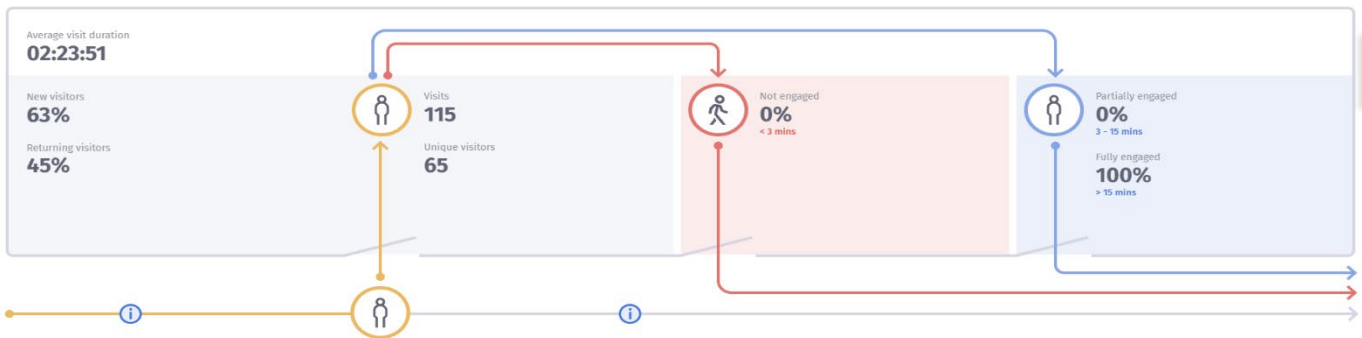 Average visit duration
02:23:51
New visitors
63%
Returning visitors
45%
Visits
115
Unique visitors
65
Not engaged
0%
< 3 mins
Partially engaged
0%
3 - 15 mins
Fully engaged
100%
> 15 mins
i
i